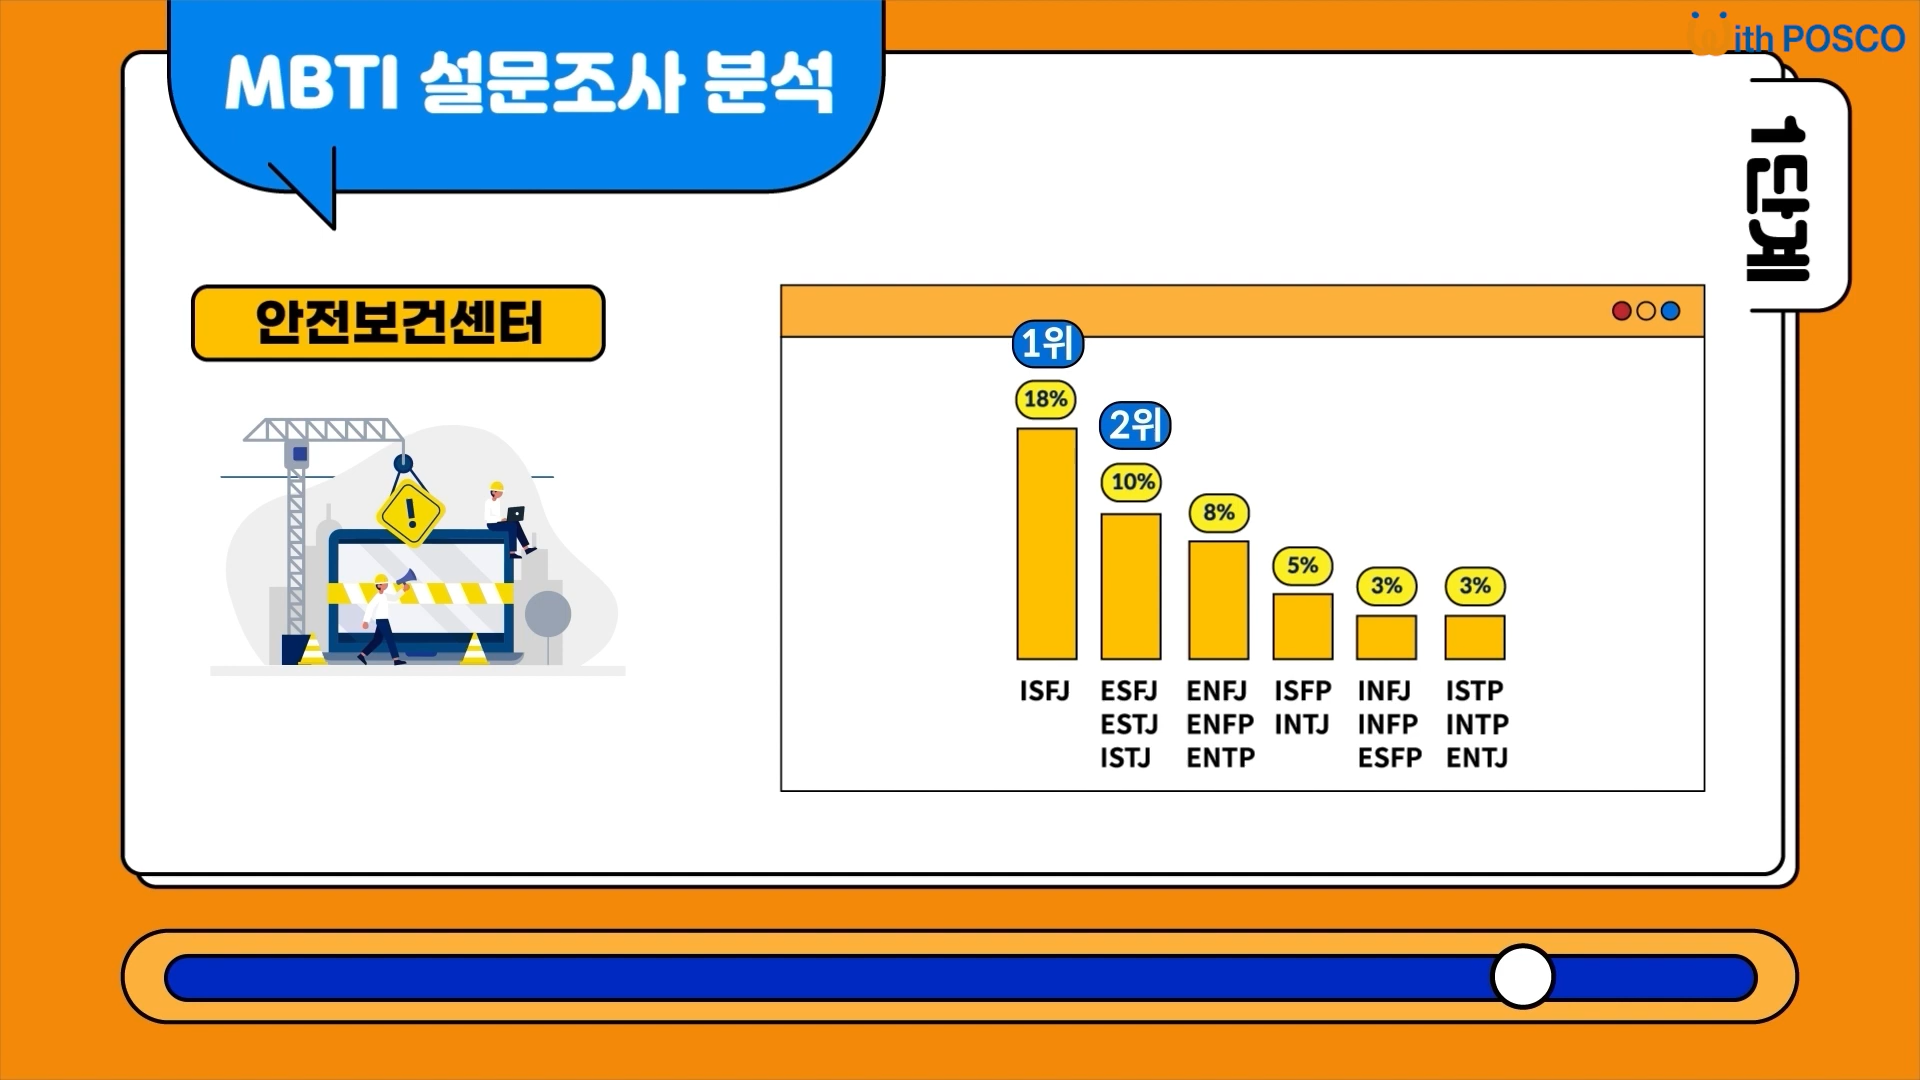 With POSCO
MBTI 설문조사 분석
1단계
안전보건센터
!
1위
18%
2위
10%
8%
5%
3%
3%
ISFJ
ESFJ
ESTJ
ISTJ
ENFJ
ENFP
ENTP
ISFP
INTJ
INFJ
INFP
ESFP
ISTP
INTP
ENTJ